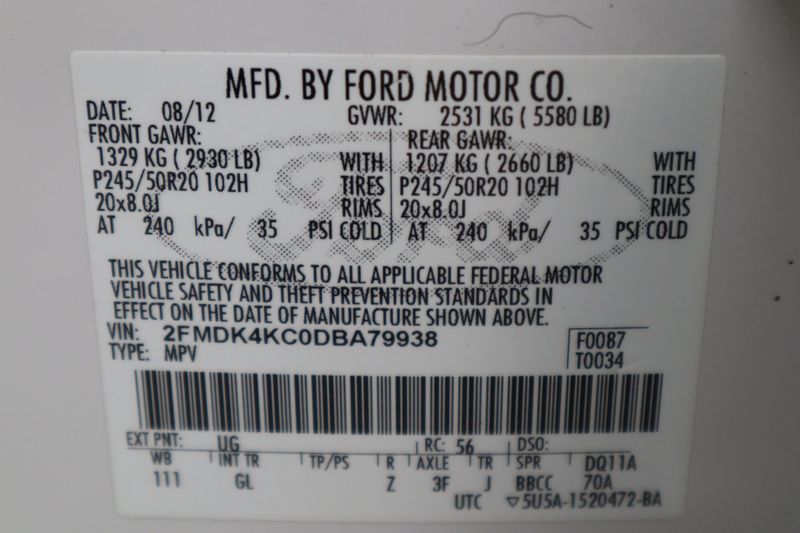 MFD. BY FORD MOTOR CO.
DATE: 08/12 GVWR: 2531 KG ( 5580 LB)
FRONT GAWR: REAR GAWR:
1329 KG ( 2930 LB) WITH 1207 KG ( 2660 LB) WITH
P245/50R20 102H TIRES P245/50R20 102H TIRES
20x8.0J RIMS 20x8.0J RIMS
AT 240 kPa/ 35 PSI COLD AT 240 kPa/ 35 PSI COLD
Ford
THIS VEHICLE CONFORMS TO ALL APPLICABLE FEDERAL MOTOR
VEHICLE SAFETY AND THEFT PREVENTION STANDARDS IN
EFFECT ON THE DATE OF MANUFACTURE SHOWN ABOVE.
VIN: 2FMDK4KC0DBA79938 F0087
TYPE: MPV T0034
EXT PNT: UG RC: 56 DSO:
WB INT TR TP/PS R AXLE TR SPR DQ11A
111 GL Z 3F J BBCC 70A
UTC ▽5U5A-1520472-BA